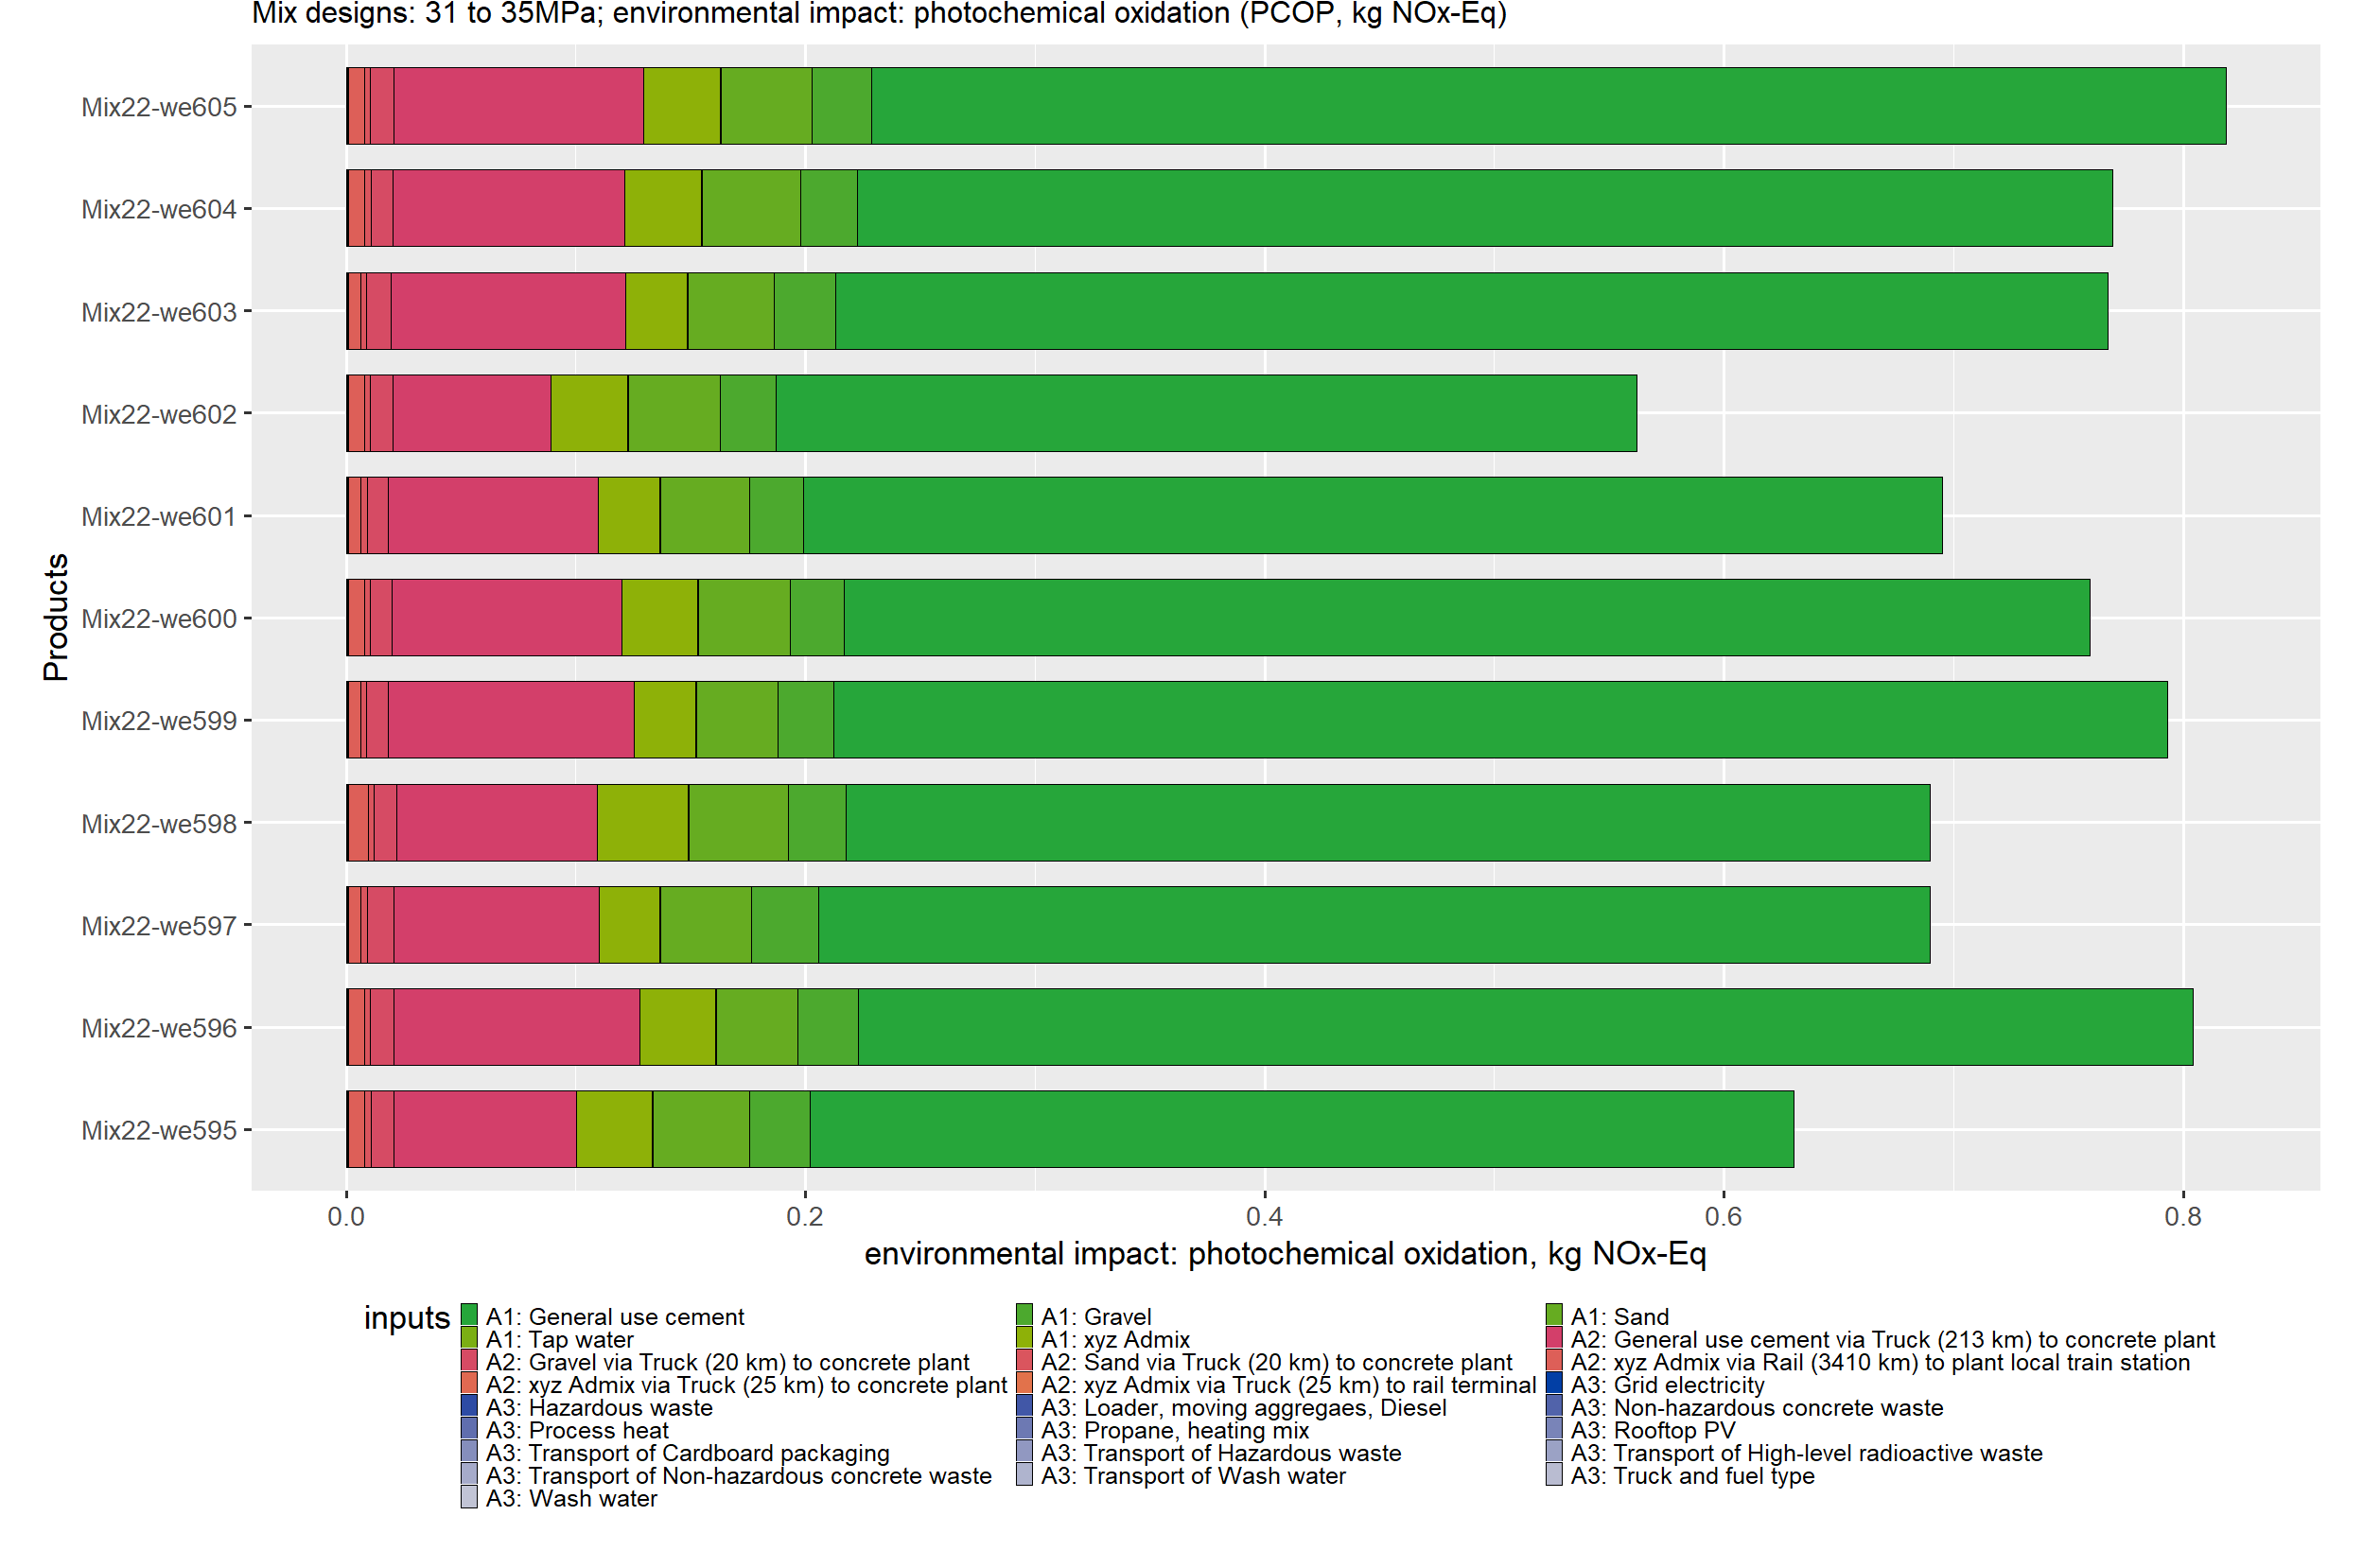 Mix designs: 31 to 35MPa; environmental impact: photochemical oxidation (PCOP, kg NOx-Eq)
Products
Mix22-we605
Mix22-we604
Mix22-we603
Mix22-we602
Mix22-we601
Mix22-we600
Mix22-we599
Mix22-we598
Mix22-we597
Mix22-we596
Mix22-we595
0.0 0.2 0.4 0.6 0.8
environmental impact: photochemical oxidation, kg NOx-Eq
inputs
A1: General use cement A1: Gravel A1: Sand
A1: Tap water A1: xyz Admix A2: General use cement via Truck (213 km) to concrete plant
A2: Gravel via Truck (20 km) to concrete plant A2: Sand via Truck (20 km) to concrete plant A2: xyz Admix via Rail (3410 km) to plant local train station
A2: xyz Admix via Truck (25 km) to concrete plant A2: xyz Admix via Truck (25 km) to rail terminal A3: Grid electricity
A3: Hazardous waste A3: Loader, moving aggregaes, Diesel A3: Non-hazardous concrete waste
A3: Process heat A3: Propane, heating mix A3: Rooftop PV
A3: Transport of Cardboard packaging A3: Transport of Hazardous waste A3: Transport of High-level radioactive waste
A3: Transport of Non-hazardous concrete waste A3: Transport of Wash water A3: Truck and fuel type
A3: Wash water